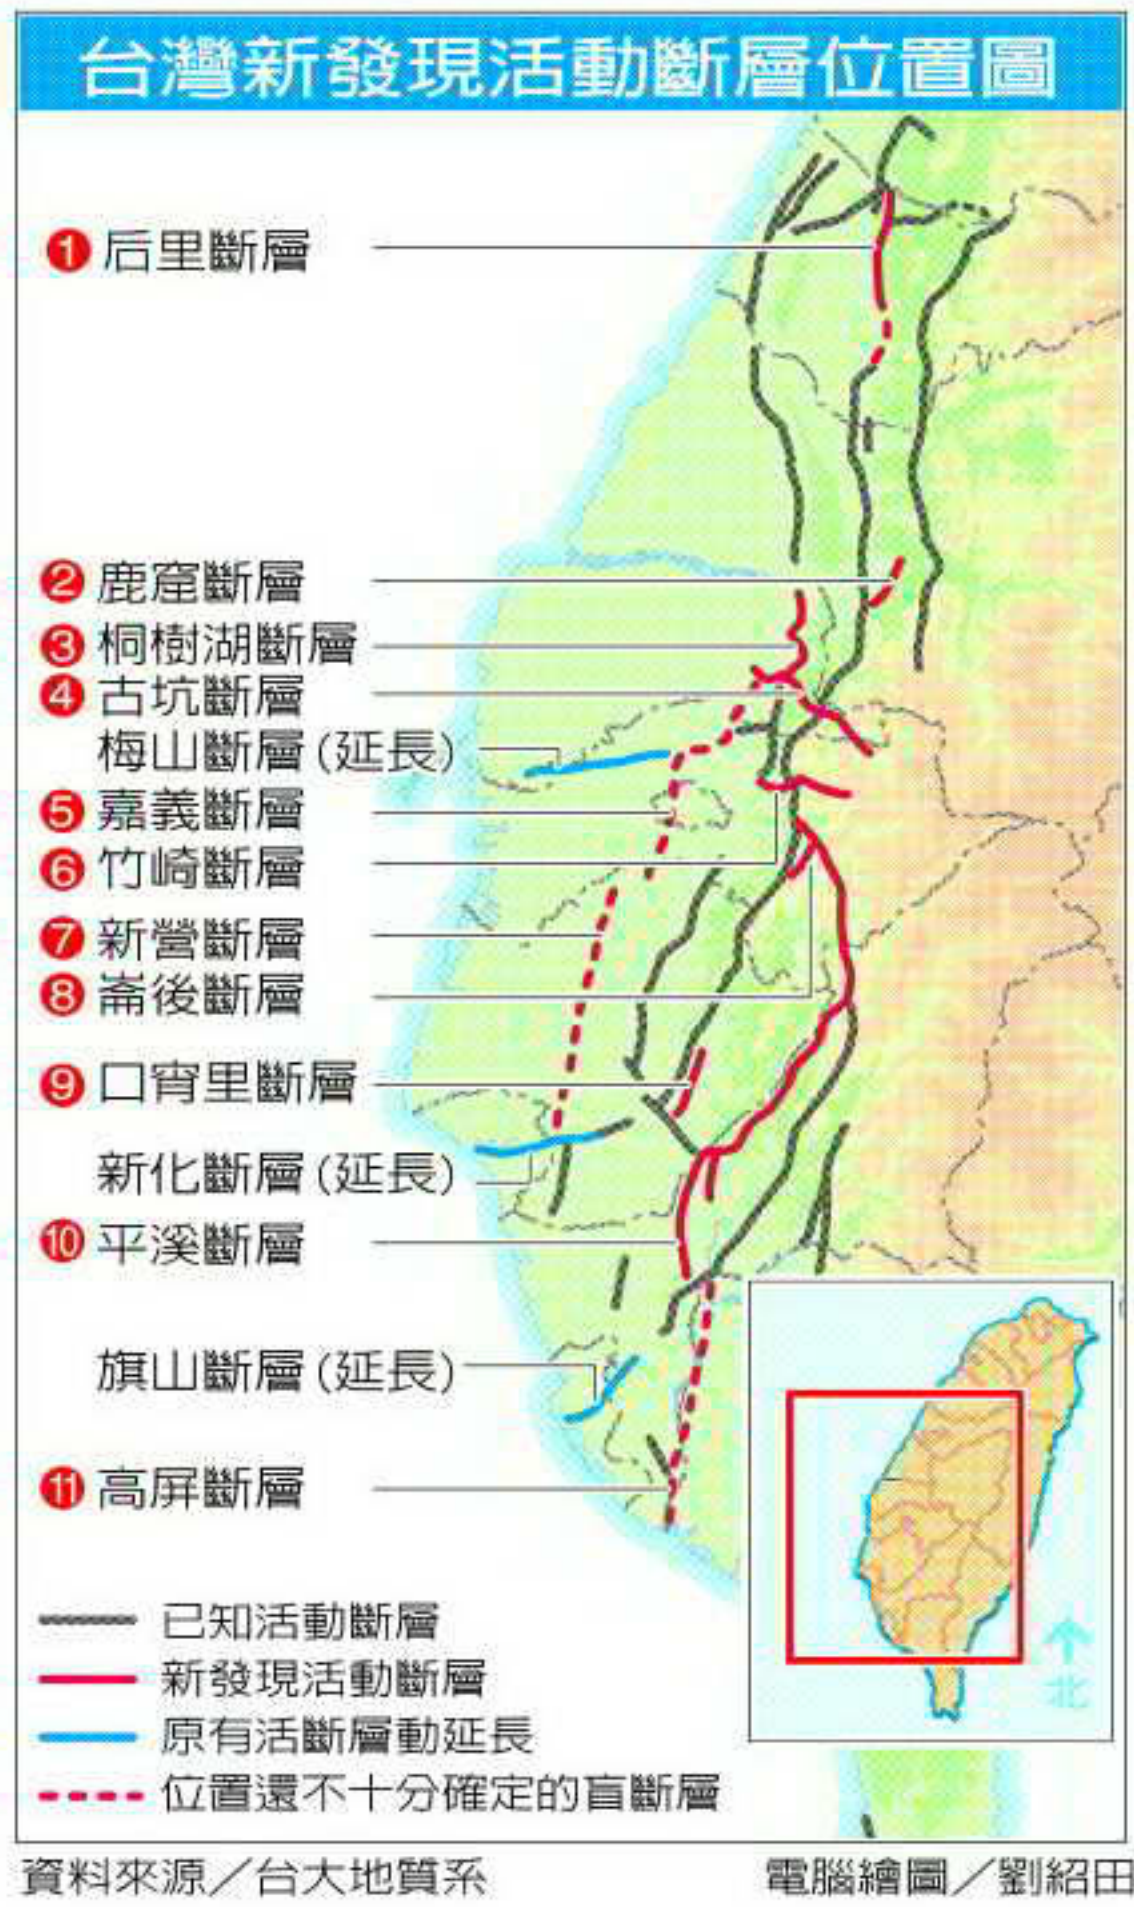 台灣新發現活動斷層位置圖
❶后里斷層
❷鹿窟斷層
❸桐樹湖斷層
❹古坑斷層
梅山斷層(延長)
❺嘉義斷層
❻竹崎斷層
❼新營斷層
❽崙後斷層
❾口宵里斷層
新化斷層(延長)
❿平溪斷層
旗山斷層(延長)
⓫高屏斷層
北
已知活動斷層
新發現活動斷層
原有活斷層動延長
位置還不十分確定的盲斷層
資料來源/台大地質系
電腦繪圖/劉紹田